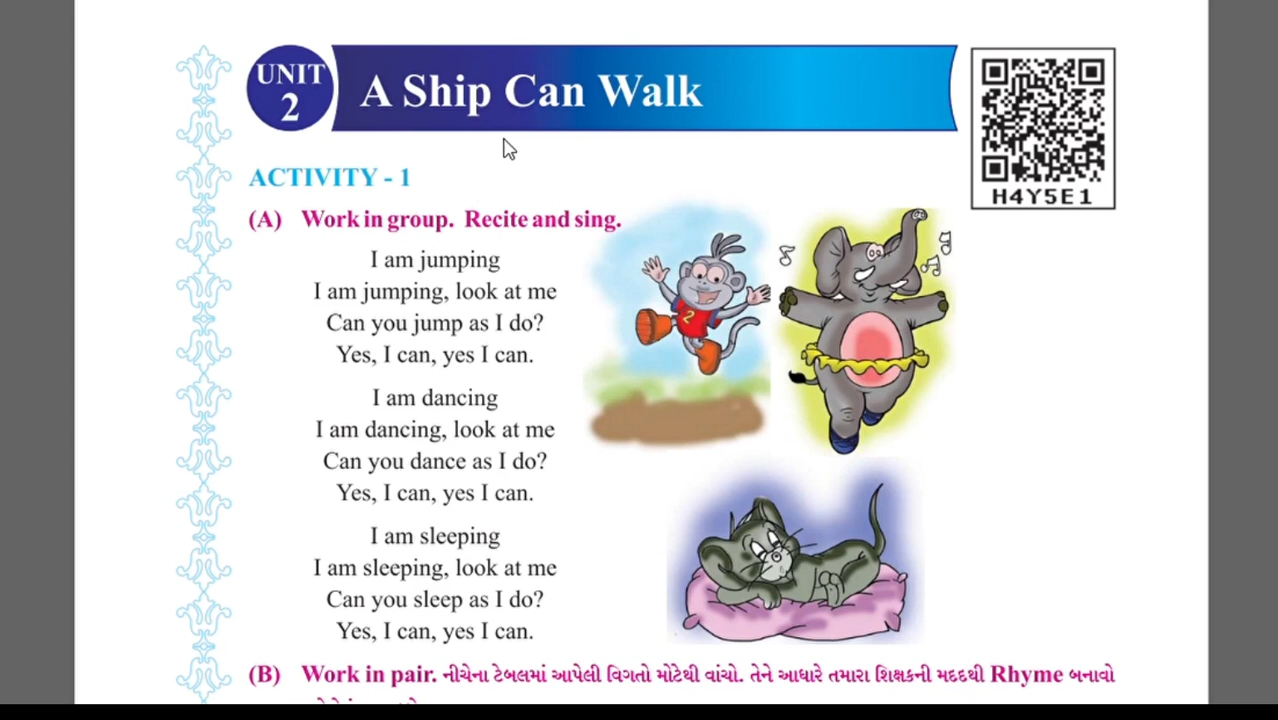 UNIT
2
A Ship Can Walk
H4Y5E1
ACTIVITY - 1
(A) Work in group. Recite and sing.
I am jumping
I am jumping, look at me
Can you jump as I do?
Yes, I can, yes I can.
2
I am dancing
I am dancing, look at me
Can you dance as I do?
Yes, I can, yes I can.
I am sleeping
I am sleeping, look at me
Can you sleep as I do?
Yes, I can, yes I can.
(B) Work in pair. નીચેના ટેબલમાં આપેલી વિગતો મોટેથી વાંચો. તેને આધારે તમારા શિક્ષકની મદદથી Rhyme બનાવો